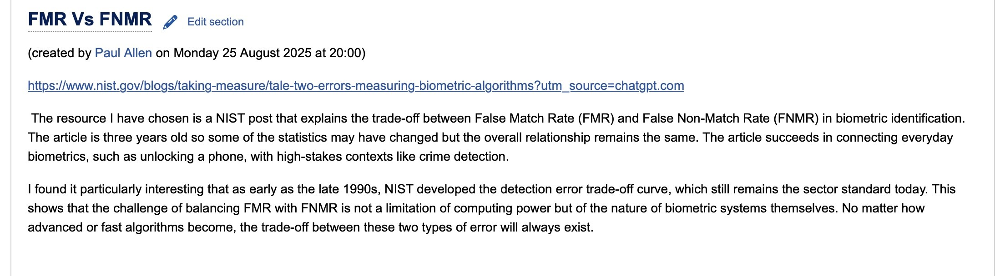 FMR Vs FNMR Edit section
(created by Paul Allen on Monday 25 August 2025 at 20:00)
https://www.nist.gov/blogs/taking-measure/tale-two-errors-measuring-biometric-algorithms?utm_source=chatgpt.com
The resource I have chosen is a NIST post that explains the trade-off between False Match Rate (FMR) and False Non-Match Rate (FNMR) in biometric identification.
The article is three years old so some of the statistics may have changed but the overall relationship remains the same. The article succeeds in connecting everyday
biometrics, such as unlocking a phone, with high-stakes contexts like crime detection.
I found it particularly interesting that as early as the late 1990s, NIST developed the detection error trade-off curve, which still remains the sector standard today. This
shows that the challenge of balancing FMR with FNMR is not a limitation of computing power but of the nature of biometric systems themselves. No matter how
advanced or fast algorithms become, the trade-off between these two types of error will always exist.